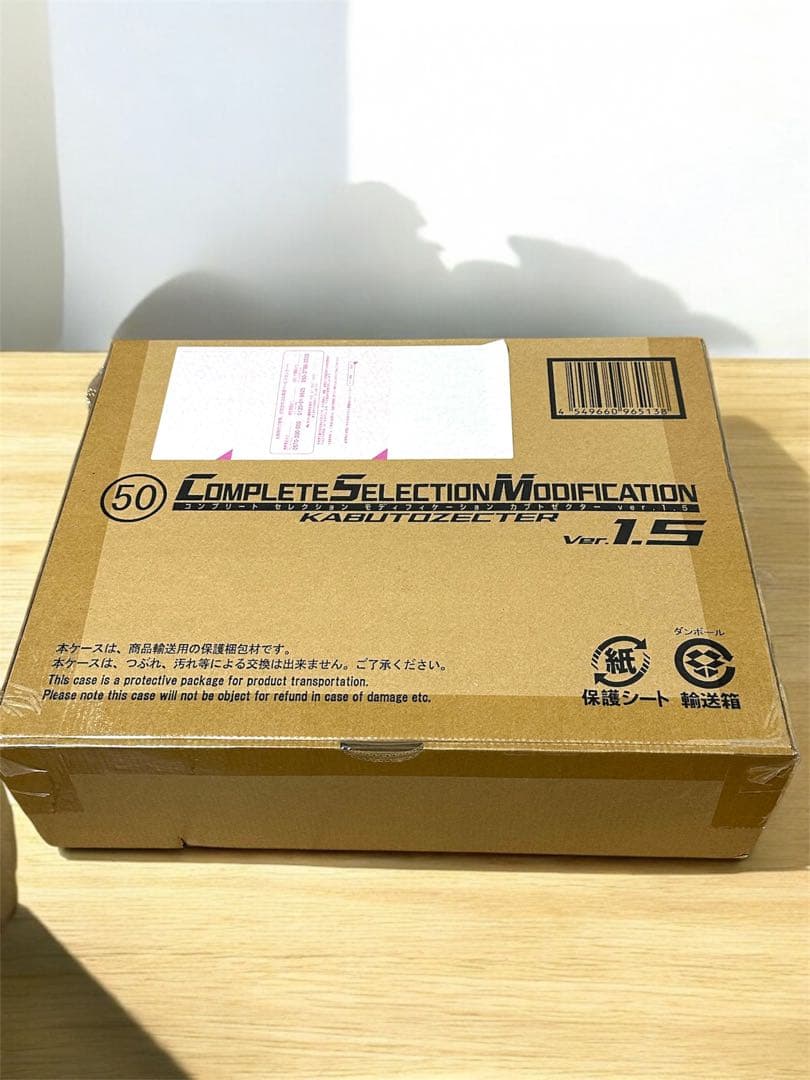 4 549660 965138
50 COMPLETE SELECTION MODIFICATION
コンプリート セレクション モディフィケーション カブトゼクター ver.1.5
KABUTOZECTER
Ver.1.5
本ケースは、商品輸送用の保護梱包材です。
本ケースは、つぶれ、汚れ等による交換は出来ません。ご了承ください。
This case is a protective package for product transportation.
Please note this case will not be object for refund in case of damage etc.
ダンボール
紙
保護シート 輸送箱